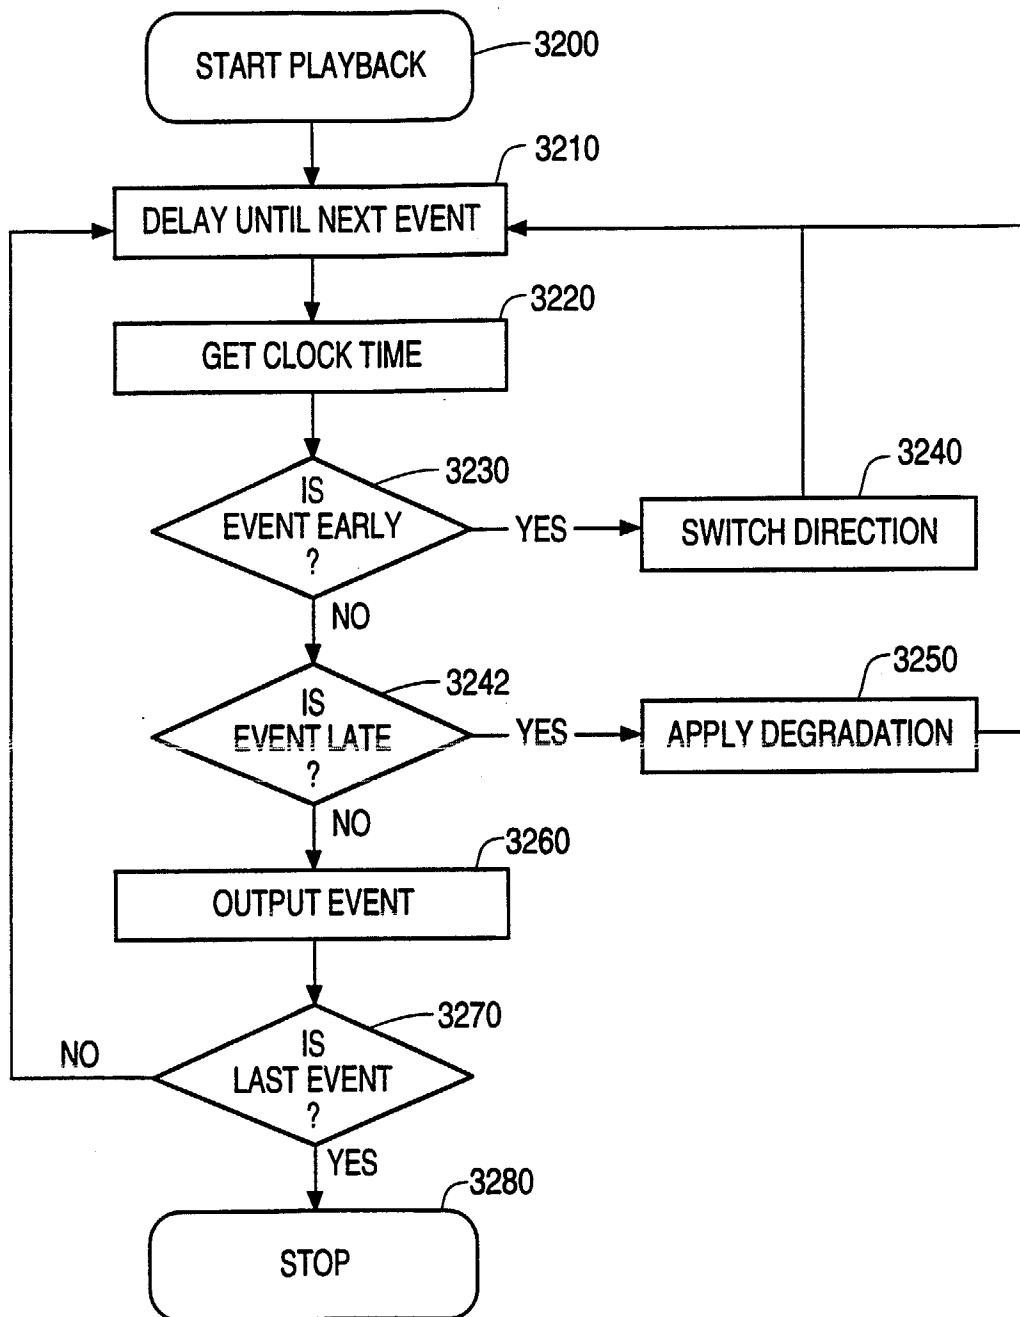 START PLAYBACK
3200
3210
DELAY UNTIL NEXT EVENT
3220
GET CLOCK TIME
3230
IS
EVENT EARLY
?
YES
3240
SWITCH DIRECTION
NO
3242
IS
EVENT LATE
?
YES
3250
APPLY DEGRADATION
NO
3260
OUTPUT EVENT
3270
IS
LAST EVENT
?
NO
YES
3280
STOP